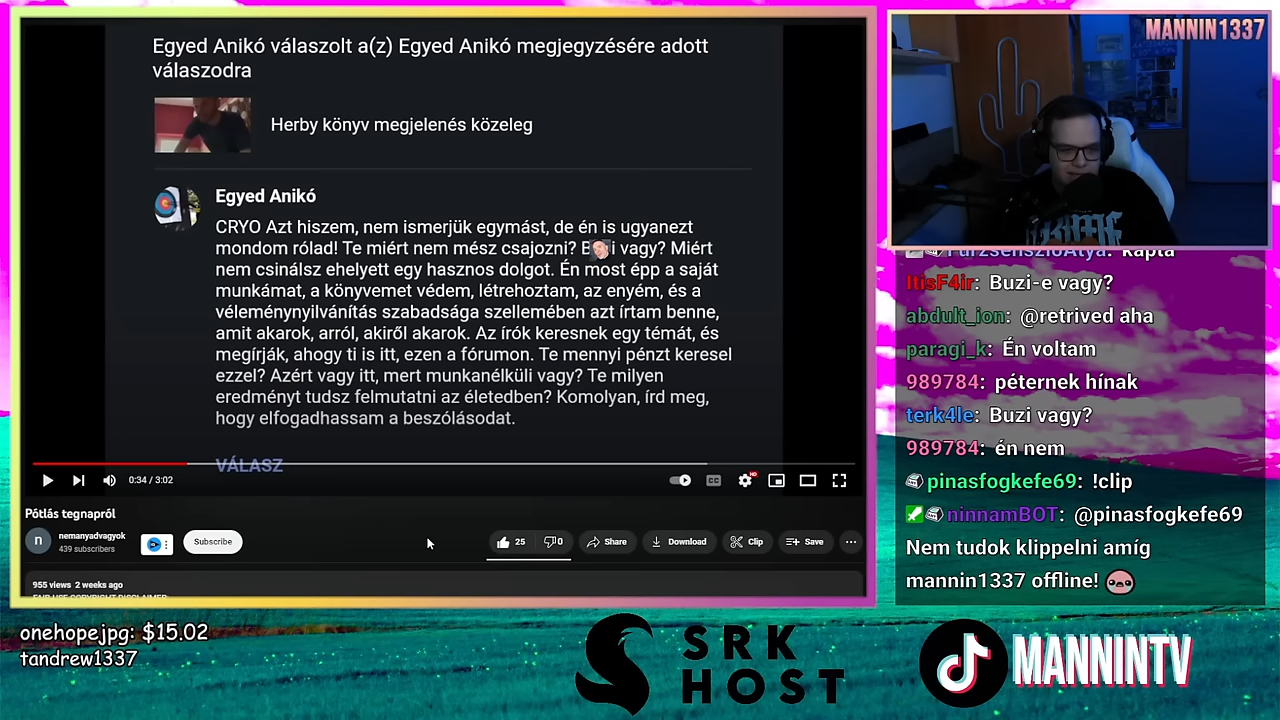 Egyed Anikó válaszolt a(z) Egyed Anikó megjegyzésére adott
válaszodra
Herby könyv megjelenés közeleg
Egyed Anikó
CRYO Azt hiszem, nem ismerjük egymást, de én is ugyanezt
mondom rólad! Te miért nem mész csajozni? B i vagy? Miért
nem csinálsz ehelyett egy hasznos dolgot. Én most épp a saját
munkámat, a könyvemet védem, létrehoztam, az enyém, és a
véleménynyilvánítás szabadsága szellemében azt írtam benne,
amit akarok, arról, akiről akarok. Az írók keresnek egy témát, és
megírják, ahogy ti is itt, ezen a fórumon. Te mennyi pénzt keresel
ezzel? Azért vagy itt, mert munkanélküli vagy? Te milyen
eredményt tudsz felmutatni az életedben? Komolyan, írd meg,
hogy elfogadhassam a beszólásodat.
VÁLASZ
0:34 / 3:02
CC
HD
Pótlás tegnapról
n
nemanyadvagyok
439 subscribers
Subscribe
25
0
Share
Download
Clip
Save
955 views 2 weeks ago
FAIR USE COPYRIGHT DISCLAIMER
MANNIN1337
FurzsenszioAtya: kapta
ItisF4ir: Buzi-e vagy?
abdult_ion: @retrived aha
paragi_k: Én voltam
989784: péternek hínak
terk4le: Buzi vagy?
989784: én nem
pinasfogkefe69: !clip
ninnamBOT: @pinasfogkefe69
Nem tudok klippelni amíg
mannin1337 offline!
onehopejpg: $15.02
tandrew1337
SRK
HOST
MANNINTV